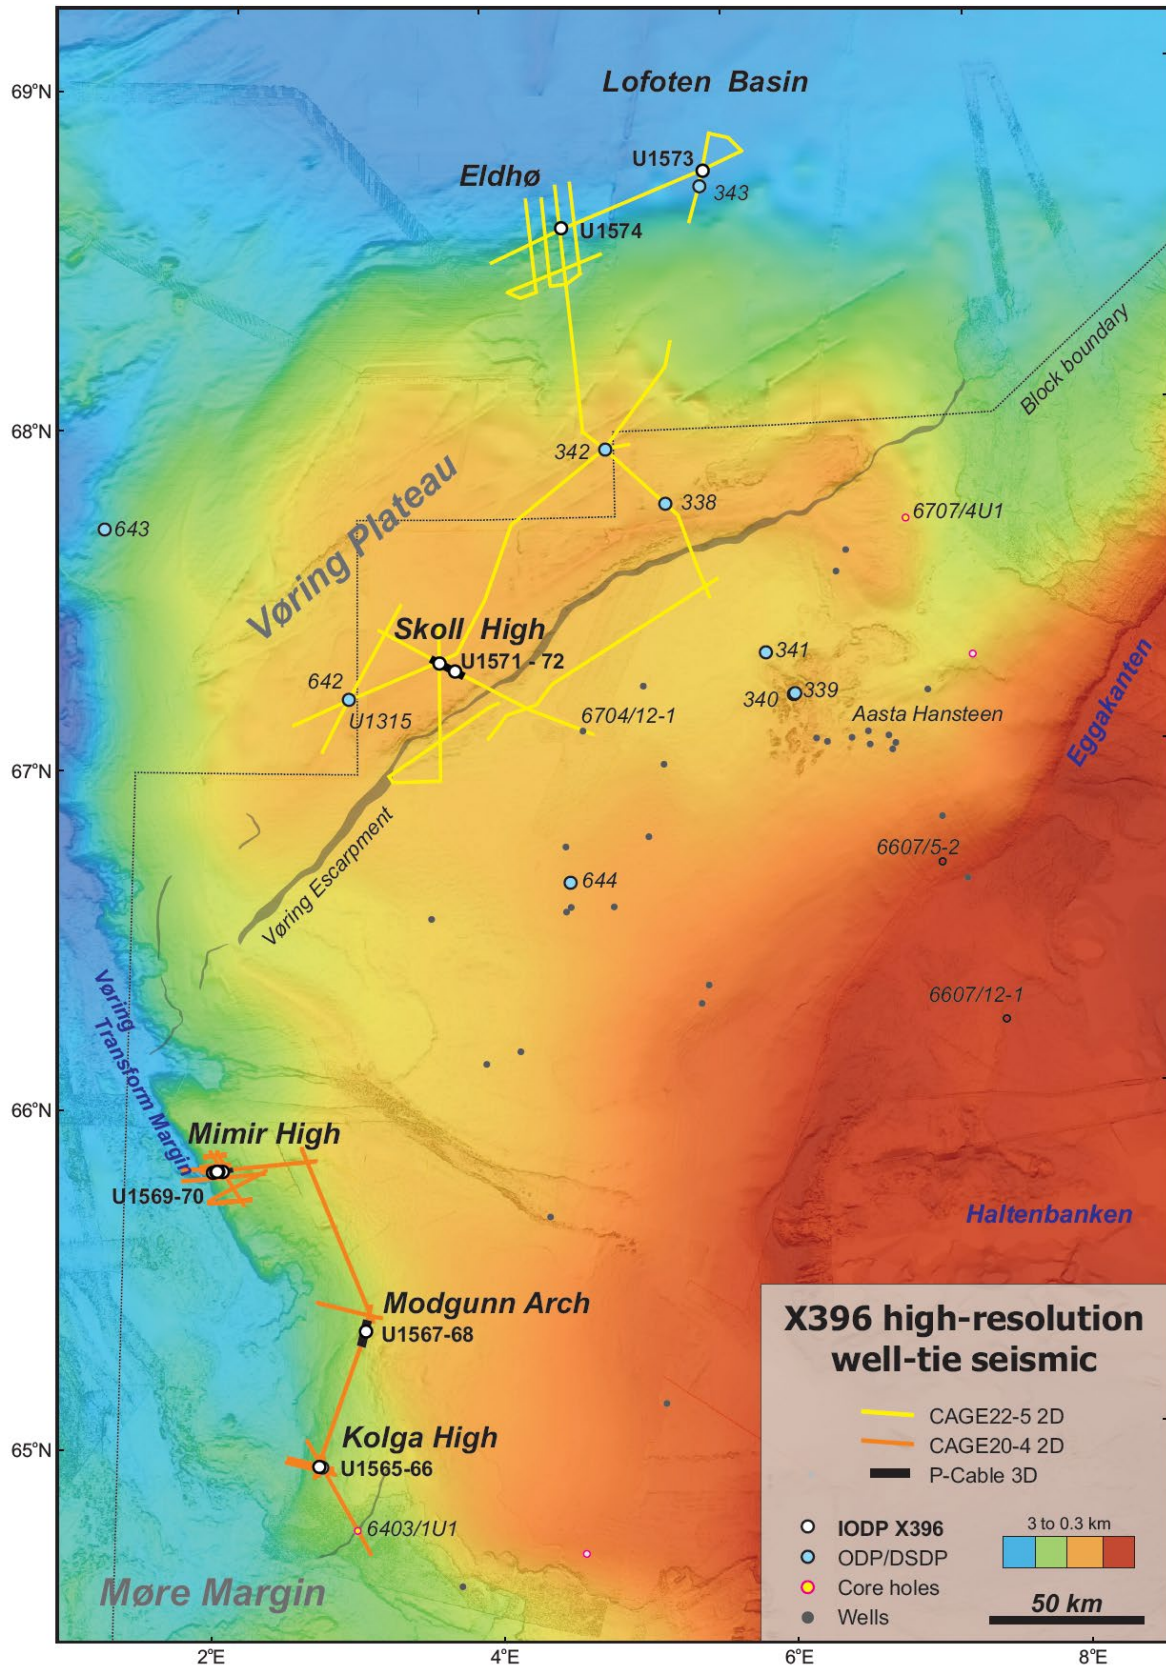 69°N
68°N
67°N
66°N
65°N
2°E
4°E
6°E
8°E
Lofoten Basin
U1573
343
Eldhø
U1574
Block boundary
342
338
643
Vøring Plateau
6707/4U1
Skoll High
U1571 - 72
642
U1315
341
340
339
Aasta Hansteen
6704/12-1
Eggakanten
Vøring Escarpment
644
6607/5-2
6607/12-1
Vøring
Transform Margin
Mimir High
U1569-70
Haltenbanken
Modgunn Arch
U1567-68
Kolga High
U1565-66
6403/1U1
Møre Margin
X396 high-resolution
well-tie seismic
CAGE22-5 2D
CAGE20-4 2D
P-Cable 3D
IODP X396
ODP/DSDP
Core holes
Wells
3 to 0.3 km
50 km